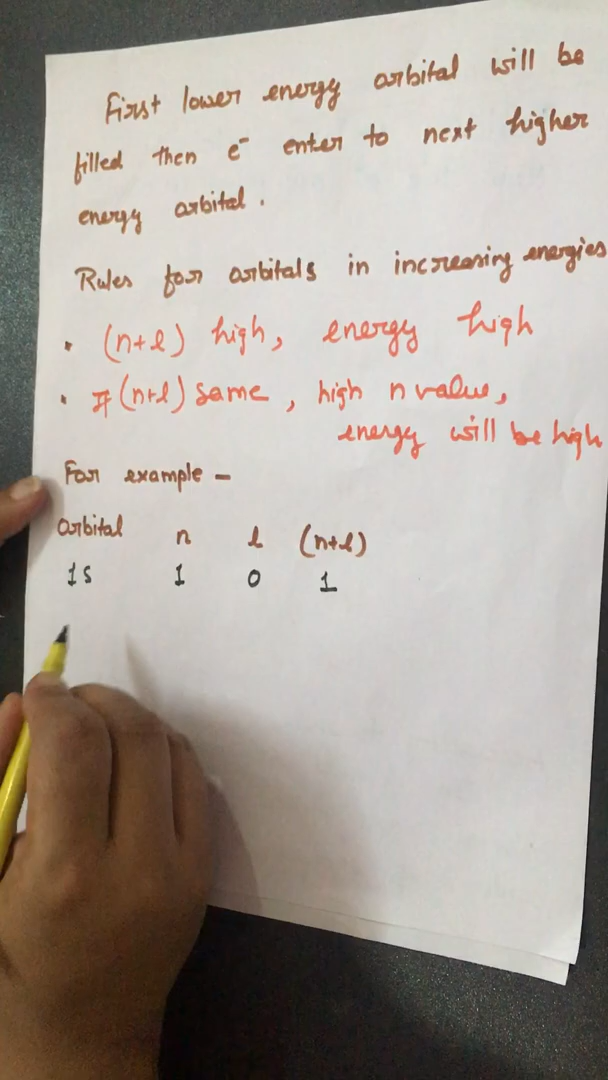 First lower energy orbital will be
filled then e⁻ enter to next higher
energy orbital.
Rules for orbitals in increasing energies
• (n+l) high, energy high
• If (n+l) same, high n value,
energy will be high
For example –
orbital n l (n+l)
1s 1 0 1